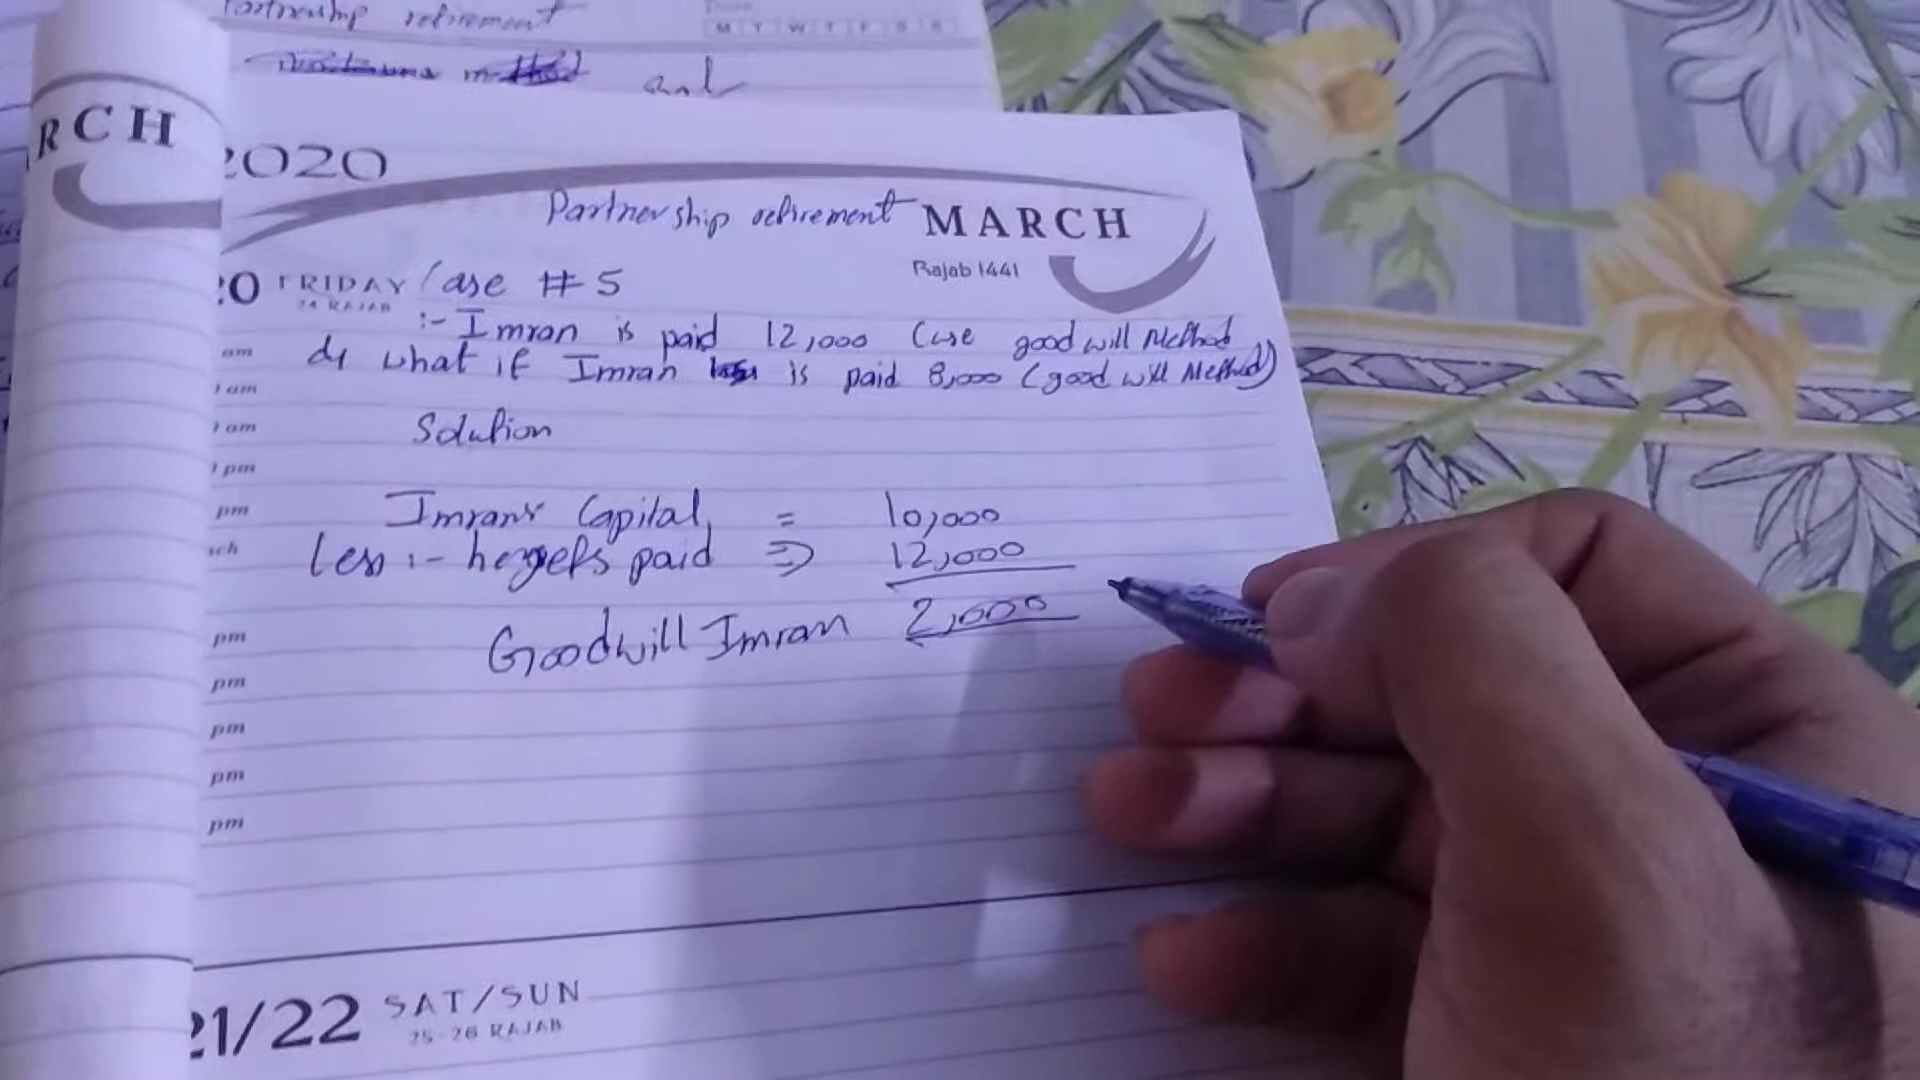 Partnership retirement
and
RCH
2020
Partnership retirement MARCH
Rajab 1441
20 FRIDAY Case # 5
24 RAJAB
:- Imran is paid 12,000 (use good will Method
am & what if Imran is paid 8,000 (good will Method)
am
am Solution
pm
pm Imran's Capital = 10,000
Less :- he gets paid => 12,000
Goodwill Imran 2,000
pm
pm
pm
pm
pm
21/22 SAT/SUN
25-26 RAJAB